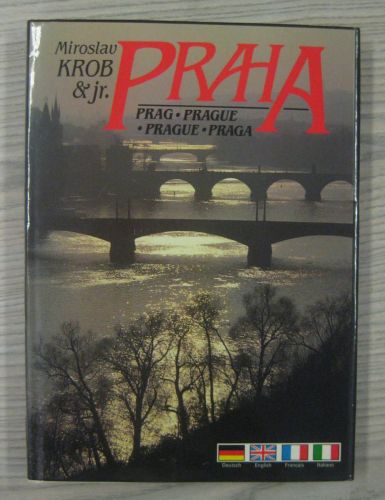 Miroslav
KROB
& jr.
PRAHA
PRAG • PRAGUE
• PRAGUE • PRAGA
Deutsch English Français Italiano